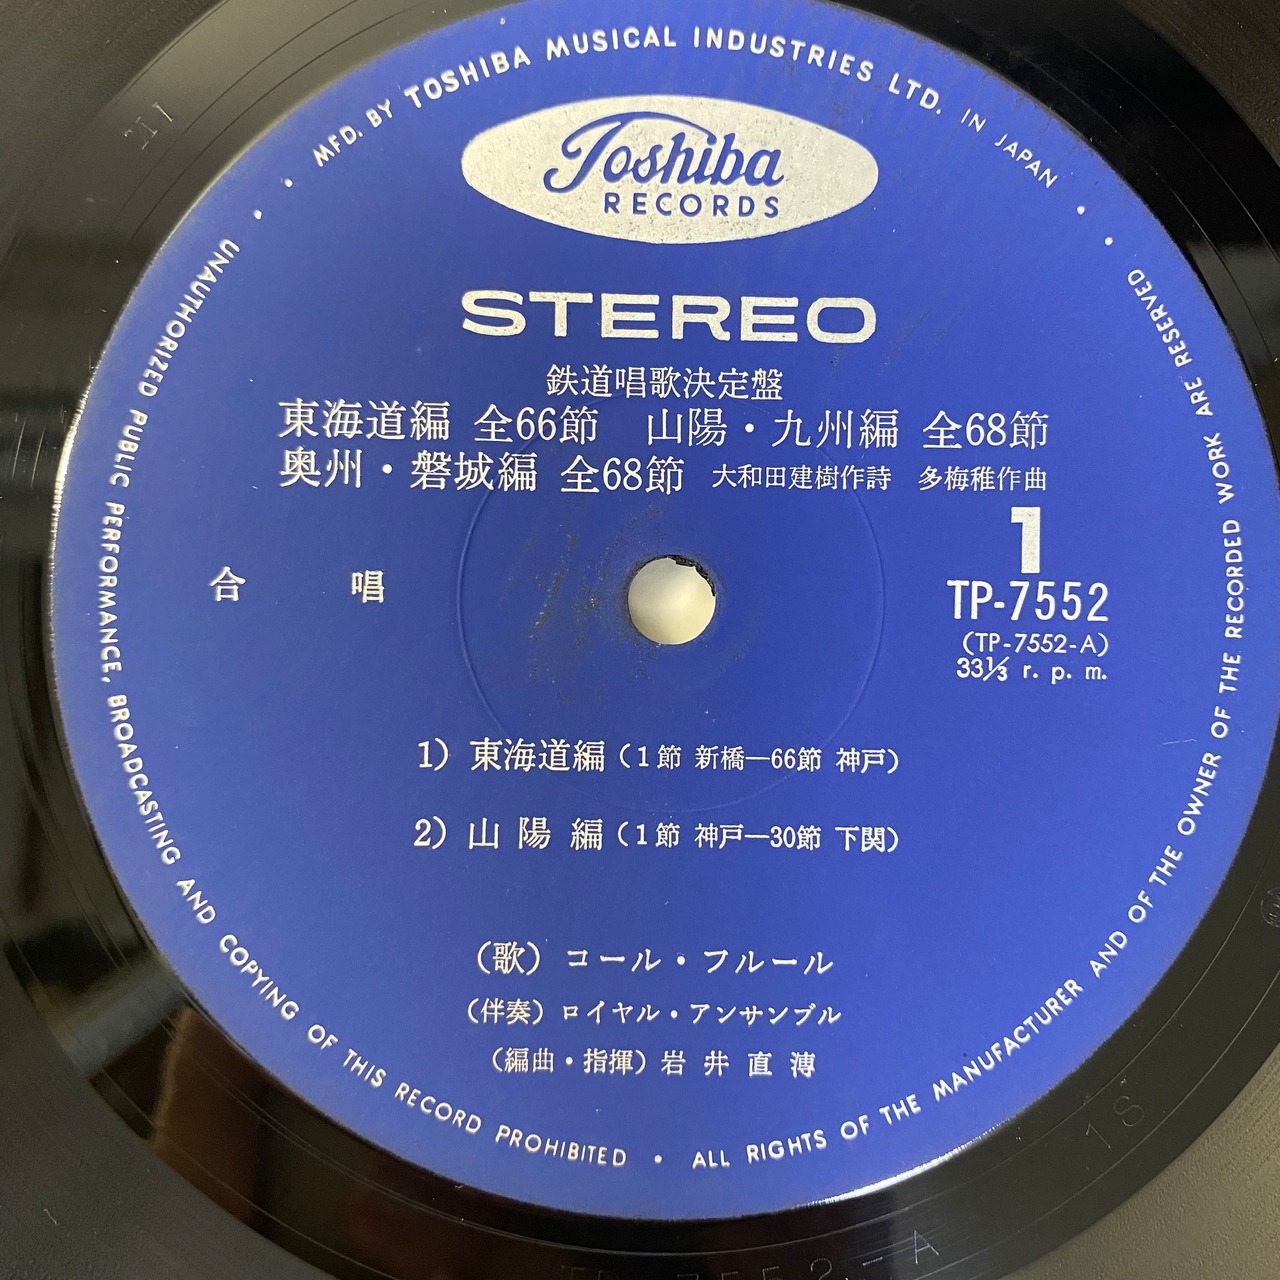 MFD. BY TOSHIBA MUSICAL INDUSTRIES LTD. IN JAPAN
Toshiba
RECORDS
STEREO
鉄道唱歌決定盤
東海道編 全66節 山陽・九州編 全68節
奥州・磐城編 全68節 大和田建樹作詩 多梅稚作曲
合唱
1
TP-7552
(TP-7552-A)
33⅓ r. p. m.
1) 東海道編 (1節 新橋―66節 神戸)
2) 山陽編 (1節 神戸―30節 下関)
(歌) コール・フルール
(伴奏) ロイヤル・アンサンブル
(編曲・指揮) 岩井直溥
UNAUTHORIZED PUBLIC PERFORMANCE, BROADCASTING AND COPYING OF THIS RECORD PROHIBITED • ALL RIGHTS OF THE MANUFACTURER AND OF THE OWNER OF THE RECORDED WORK ARE RESERVED
TP-7552-A
1S